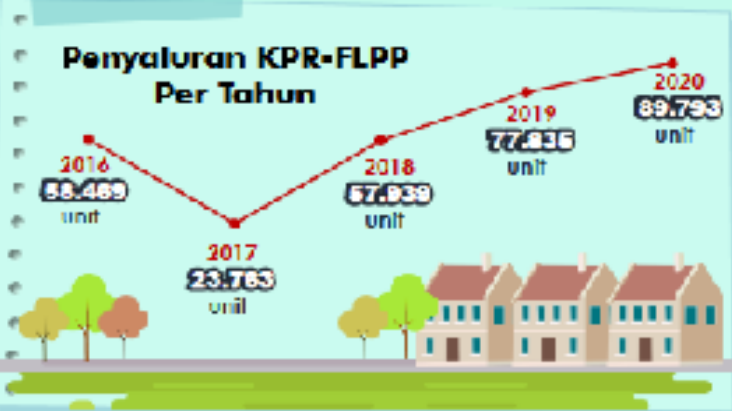 Penyaluran KPR-FLPP
Per Tahun
2016
58.469
unit
2017
23.763
unit
2018
57.939
unit
2019
77.835
unit
2020
89.793
unit